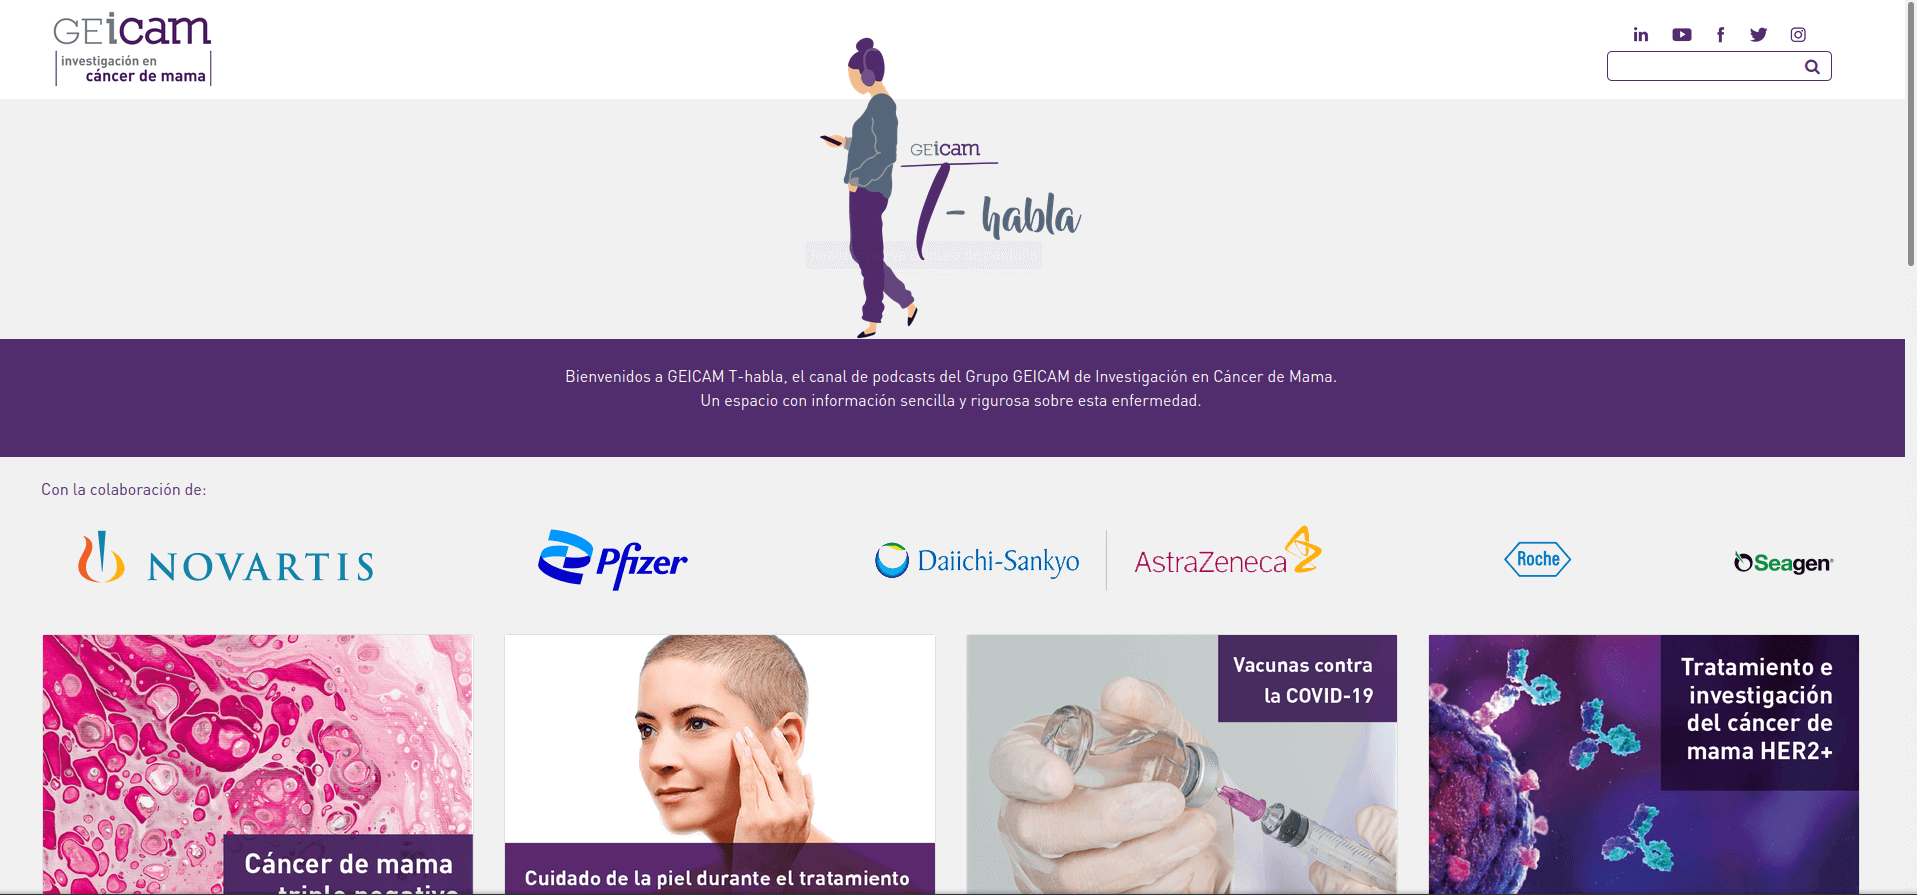 GEicam
investigación en
cáncer de mama
GEicam
T- habla
Bienvenidos a GEICAM T-habla, el canal de podcasts del Grupo GEICAM de Investigación en Cáncer de Mama.
Un espacio con información sencilla y rigurosa sobre esta enfermedad.
Con la colaboración de:
NOVARTIS
Pfizer
Daiichi-Sankyo
AstraZeneca
Roche
Seagen®
Cáncer de mama
triple negativo
Cuidado de la piel durante el tratamiento
Vacunas contra
la COVID-19
Tratamiento e
investigación
del cáncer de
mama HER2+